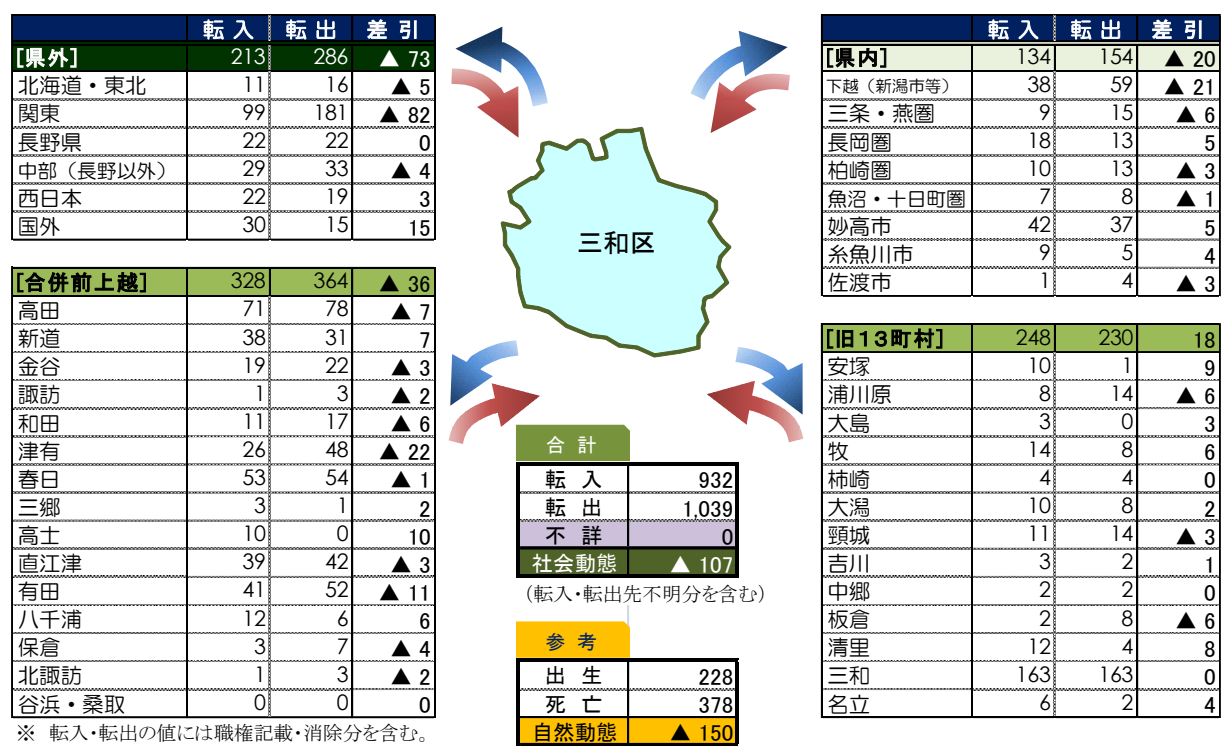 転 入 転 出 差 引
[県外] 213 286 ▲ 73
北海道・東北 11 16 ▲ 5
関東 99 181 ▲ 82
長野県 22 22 0
中部（長野以外） 29 33 ▲ 4
西日本 22 19 3
国外 30 15 15
[合併前上越] 328 364 ▲ 36
高田 71 78 ▲ 7
新道 38 31 7
金谷 19 22 ▲ 3
諏訪 1 3 ▲ 2
和田 11 17 ▲ 6
津有 26 48 ▲ 22
春日 53 54 ▲ 1
三郷 3 1 2
高士 10 0 10
直江津 39 42 ▲ 3
有田 41 52 ▲ 11
八千浦 12 6 6
保倉 3 7 ▲ 4
北諏訪 1 3 ▲ 2
谷浜・桑取 0 0 0
※ 転入・転出の値には職権記載・消除分を含む。
三和区
合 計
転 入 932
転 出 1,039
不 詳 0
社会動態 ▲ 107
（転入・転出先不明分を含む）
参 考
出 生 228
死 亡 378
自然動態 ▲ 150
転 入 転 出 差 引
[県内] 134 154 ▲ 20
下越（新潟市等） 38 59 ▲ 21
三条・燕圏 9 15 ▲ 6
長岡圏 18 13 5
柏崎圏 10 13 ▲ 3
魚沼・十日町圏 7 8 ▲ 1
妙高市 42 37 5
糸魚川市 9 5 4
佐渡市 1 4 ▲ 3
[旧13町村] 248 230 18
安塚 10 1 9
浦川原 8 14 ▲ 6
大島 3 0 3
牧 14 8 6
柿崎 4 4 0
大潟 10 8 2
頸城 11 14 ▲ 3
吉川 3 2 1
中郷 2 2 0
板倉 2 8 ▲ 6
清里 12 4 8
三和 163 163 0
名立 6 2 4